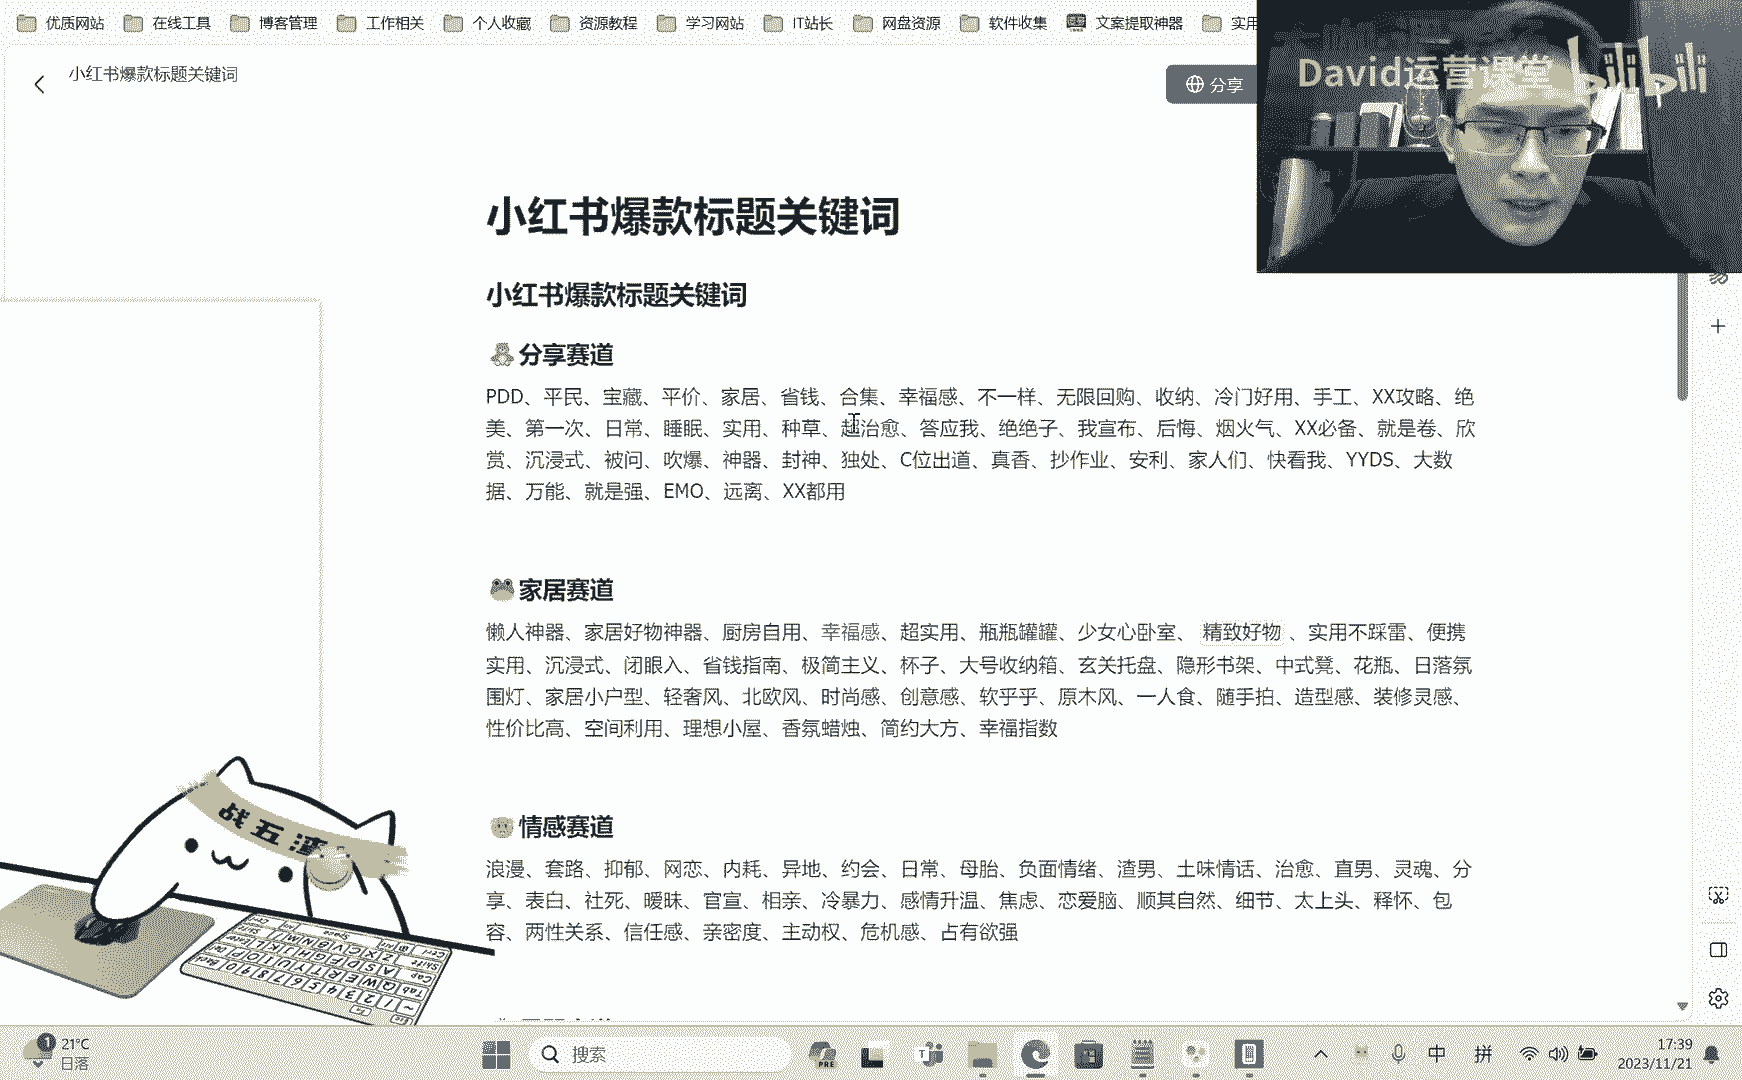 优质网站 在线工具 博客管理 工作相关 个人收藏 资源教程 学习网站 IT站长 网盘资源 软件收集 文案提取神器 实用
小红书爆款标题关键词
分享
David运营课堂 bilibili
小红书爆款标题关键词
小红书爆款标题关键词
分享赛道
PDD、平民、宝藏、平价、家居、省钱、合集、幸福感、不一样、无限回购、收纳、冷门好用、手工、XX攻略、绝
美、第一次、日常、睡眠、实用、种草、超治愈、答应我、绝绝子、我宣布、后悔、烟火气、XX必备、就是卷、欣
赏、沉浸式、被问、吹爆、神器、封神、独处、C位出道、真香、抄作业、安利、家人们、快看我、YYDS、大数
据、万能、就是强、EMO、远离、XX都用
家居赛道
懒人神器、家居好物神器、厨房自用、幸福感、超实用、瓶瓶罐罐、少女心卧室、 精致好物 、实用不踩雷、便携
实用、沉浸式、闭眼入、省钱指南、极简主义、杯子、大号收纳箱、玄关托盘、隐形书架、中式凳、花瓶、日落氛
围灯、家居小户型、轻奢风、北欧风、时尚感、创意感、软乎乎、原木风、一人食、随手拍、造型感、装修灵感、
性价比高、空间利用、理想小屋、香氛蜡烛、简约大方、幸福指数
情感赛道
浪漫、套路、抑郁、网恋、内耗、异地、约会、日常、母胎、负面情绪、渣男、土味情话、治愈、直男、灵魂、分
享、表白、社死、暧昧、官宣、相亲、冷暴力、感情升温、焦虑、恋爱脑、顺其自然、细节、太上头、释怀、包
容、两性关系、信任感、亲密度、主动权、危机感、占有欲强
战五渣
1
21°C
日落
搜索
PRE
中
拼
17:39
2023/11/21